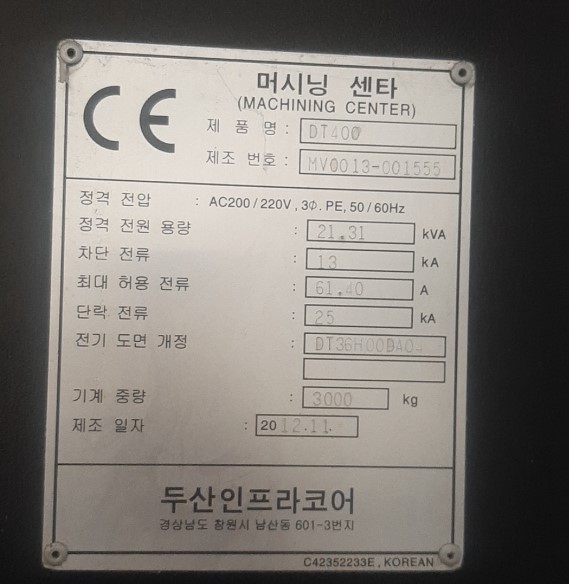 CE
머시닝 센타
(MACHINING CENTER)
제 품 명 : DT400
제조 번호 : MV0013-001555
정격 전압 : AC200/220V, 3Φ. PE, 50/60Hz
정격 전원 용량 : 21.31 kVA
차단 전류 : 13 kA
최대 허용 전류 : 61.40 A
단락 전류 : 25 kA
전기 도면 개정 :
기계 중량 : 3000 kg
제조 일자 : 2012.11.
두산인프라코어
경상남도 창원시 남산동 601-3번지
C42352233E, KOREAN